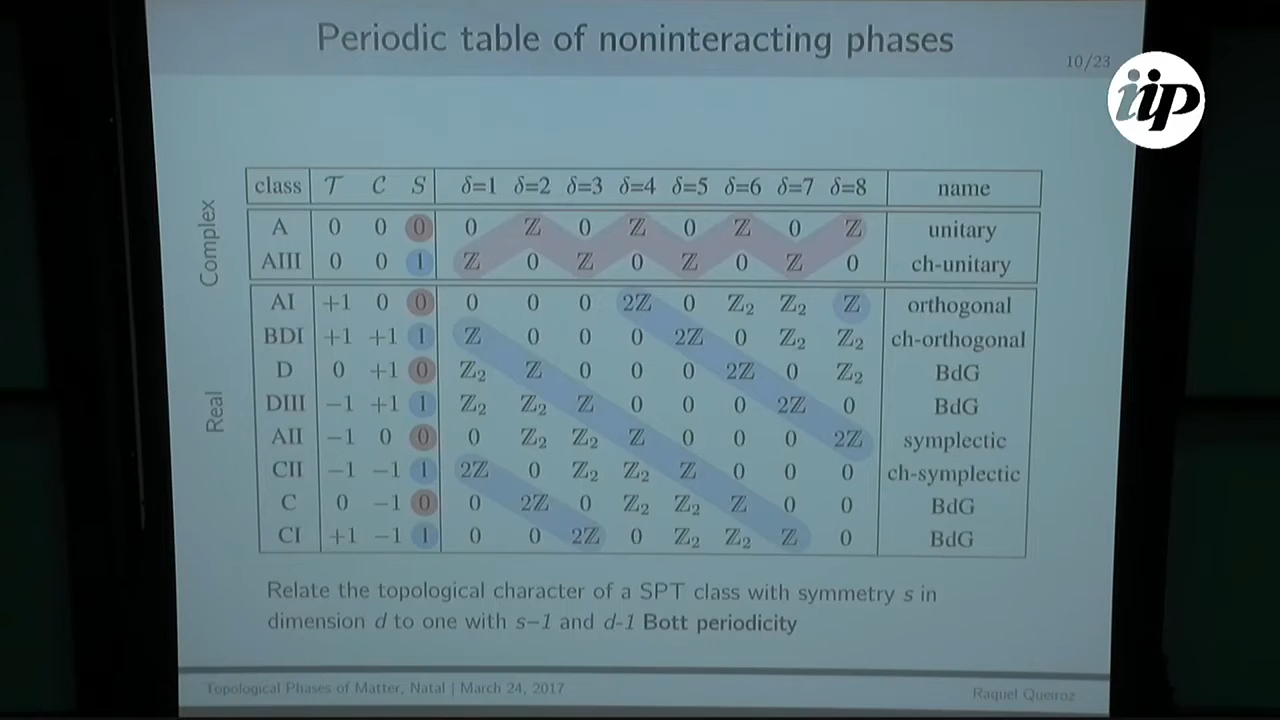 Periodic table of noninteracting phases
10/23
iip
class T C S δ=1 δ=2 δ=3 δ=4 δ=5 δ=6 δ=7 δ=8 name
Complex
A 0 0 0 0 ℤ 0 ℤ 0 ℤ 0 ℤ unitary
AIII 0 0 1 ℤ 0 ℤ 0 ℤ 0 ℤ 0 ch-unitary
Real
AI +1 0 0 0 0 0 2ℤ 0 ℤ₂ ℤ₂ ℤ orthogonal
BDI +1 +1 1 ℤ 0 0 0 2ℤ 0 ℤ₂ ℤ₂ ch-orthogonal
D 0 +1 0 ℤ₂ ℤ 0 0 0 2ℤ 0 ℤ₂ BdG
DIII −1 +1 1 ℤ₂ ℤ₂ ℤ 0 0 0 2ℤ 0 BdG
AII −1 0 0 0 ℤ₂ ℤ₂ ℤ 0 0 0 2ℤ symplectic
CII −1 −1 1 2ℤ 0 ℤ₂ ℤ₂ ℤ 0 0 0 ch-symplectic
C 0 −1 0 0 2ℤ 0 ℤ₂ ℤ₂ ℤ 0 0 BdG
CI +1 −1 1 0 0 2ℤ 0 ℤ₂ ℤ₂ ℤ 0 BdG
Relate the topological character of a SPT class with symmetry s in
dimension d to one with s−1 and d-1 Bott periodicity
Topological Phases of Matter, Natal | March 24, 2017
Raquel Queiroz